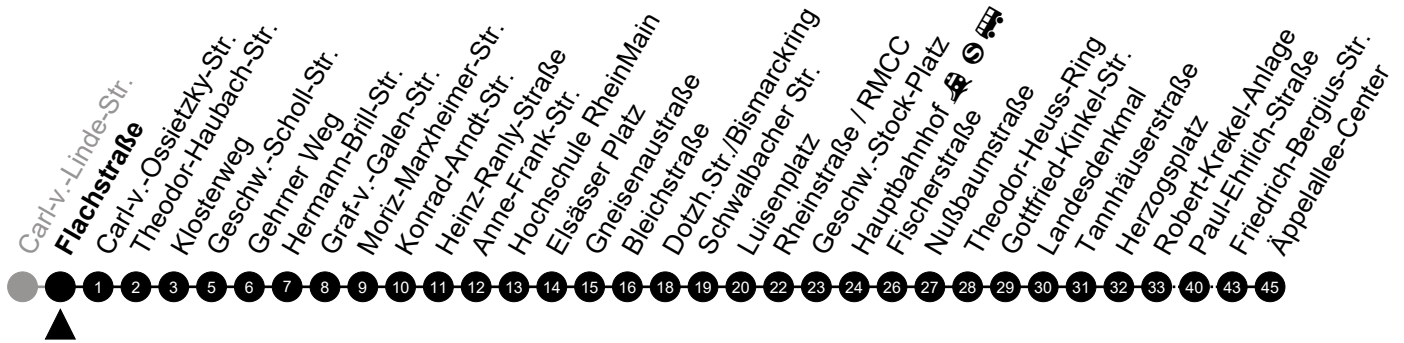 Carl-v.-Linde-Str.
Flachstraße
Carl-v.-Ossietzky-Str.
Theodor-Haubach-Str.
Klosterweg
Geschw.-Scholl-Str.
Gehrner Weg
Hermann-Brill-Str.
Graf-v.-Galen-Str.
Moriz-Marxheimer-Str.
Konrad-Arndt-Str.
Heinz-Ranly-Straße
Anne-Frank-Str.
Hochschule RheinMain
Elsässer Platz
Gneisenaustraße
Bleichstraße
Dotzh.Str./Bismarckring
Schwalbacher Str.
Luisenplatz
Rheinstraße / RMCC
Geschw.-Stock-Platz
Hauptbahnhof S
Fischerstraße
Nußbaumstraße
Theodor-Heuss-Ring
Gottfried-Kinkel-Str.
Landesdenkmal
Tannhäuserstraße
Herzogsplatz
Robert-Krekel-Anlage
Paul-Ehrlich-Straße
Friedrich-Bergius-Str.
Äppelallee-Center
1 2 3 5 6 7 8 9 10 11 12 13 14 15 16 18 19 20 22 23 24 26 27 28 29 30 31 32 33 40 43 45